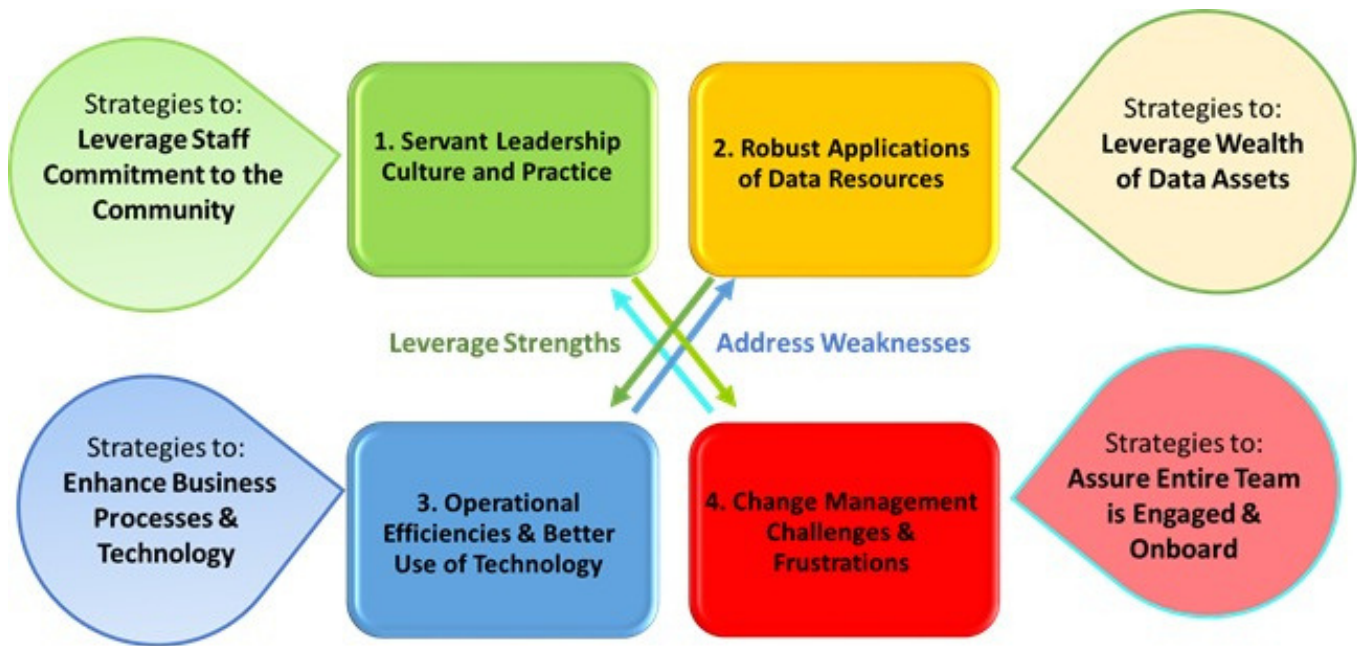 Strategies to:
Leverage Staff
Commitment to the
Community
1. Servant Leadership
Culture and Practice
2. Robust Applications
of Data Resources
Strategies to:
Leverage Wealth
of Data Assets
Leverage Strengths
Address Weaknesses
Strategies to:
Enhance Business
Processes &
Technology
3. Operational
Efficiencies & Better
Use of Technology
4. Change Management
Challenges &
Frustrations
Strategies to:
Assure Entire Team
is Engaged &
Onboard